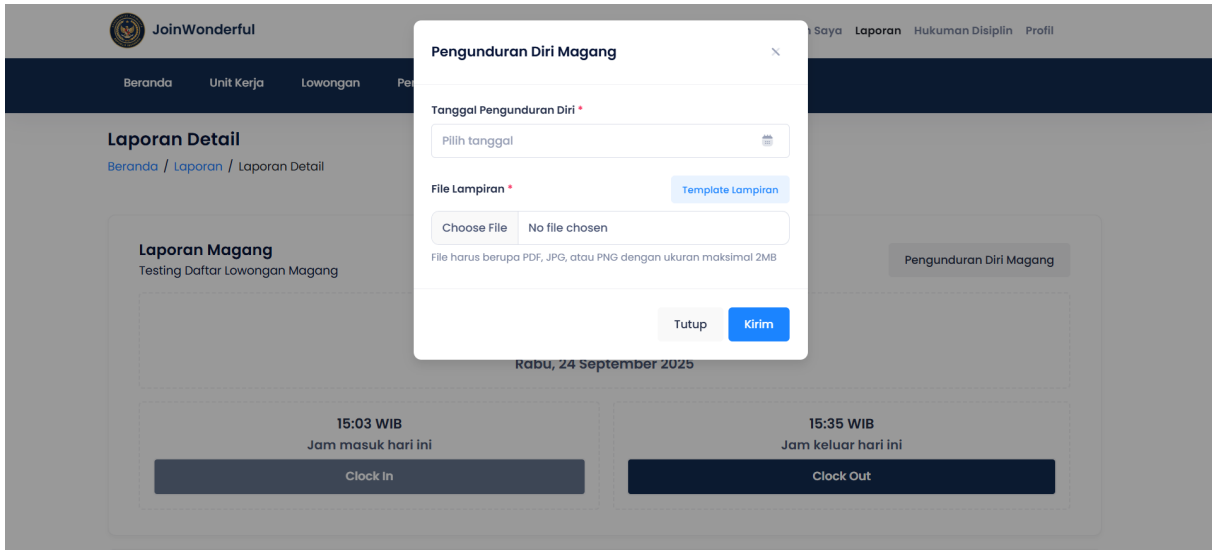 JoinWonderful
Saya Laporan Hukuman Disiplin Profil
Beranda Unit Kerja Lowongan
Pengunduran Diri Magang
Tanggal Pengunduran Diri *
Pilih tanggal
File Lampiran * Template Lampiran
Choose File No file chosen
File harus berupa PDF, JPG, atau PNG dengan ukuran maksimal 2MB
Tutup Kirim
Laporan Detail
Beranda / Laporan / Laporan Detail
Laporan Magang
Testing Daftar Lowongan Magang
Pengunduran Diri Magang
Rabu, 24 September 2025
15:03 WIB
Jam masuk hari ini
Clock In
15:35 WIB
Jam keluar hari ini
Clock Out